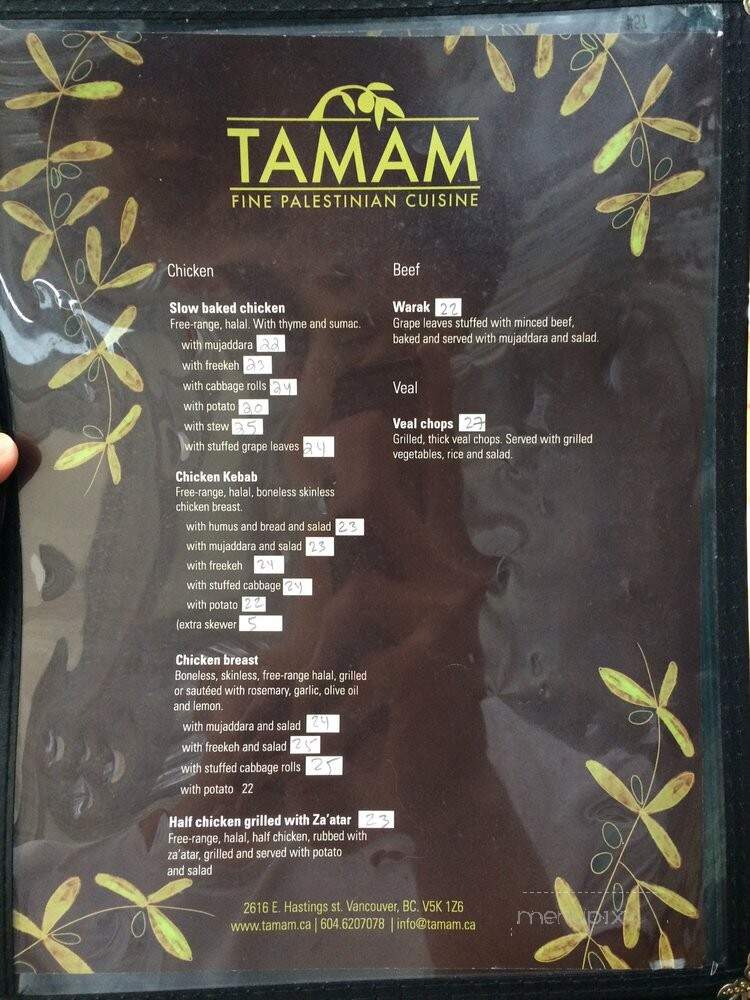 TAMAM
FINE PALESTINIAN CUISINE
Chicken
Slow baked chicken
Free-range, halal. With thyme and sumac.
with mujaddara 22
with freekeh 23
with cabbage rolls 24
with potato 20
with stew 25
with stuffed grape leaves 24
Chicken Kebab
Free-range, halal, boneless skinless
chicken breast.
with humus and bread and salad 23
with mujaddara and salad 23
with freekeh 24
with stuffed cabbage 24
with potato 22
(extra skewer 5
Chicken breast
Boneless, skinless, free-range halal, grilled
or sautéed with rosemary, garlic, olive oil
and lemon.
with mujaddara and salad 24
with freekeh and salad 25
with stuffed cabbage rolls 25
with potato 22
Half chicken grilled with Za'atar 23
Free-range, halal, half chicken, rubbed with
za'atar, grilled and served with potato
and salad
Beef
Warak 22
Grape leaves stuffed with minced beef,
baked and served with mujaddara and salad.
Veal
Veal chops 27
Grilled, thick veal chops. Served with grilled
vegetables, rice and salad.
2616 E. Hastings st. Vancouver, BC. V5K 1Z6
www.tamam.ca | 604.6207078 | info@tamam.ca
menupix